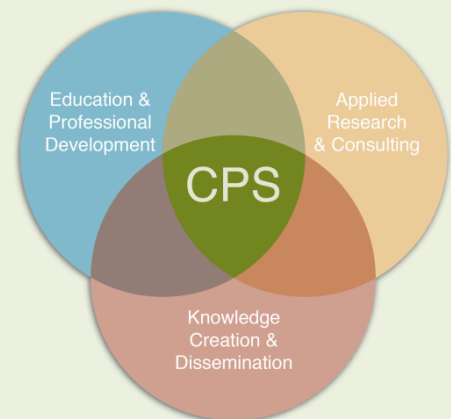 Education &
Professional
Development
Applied
Research
& Consulting
CPS
Knowledge
Creation &
Dissemination